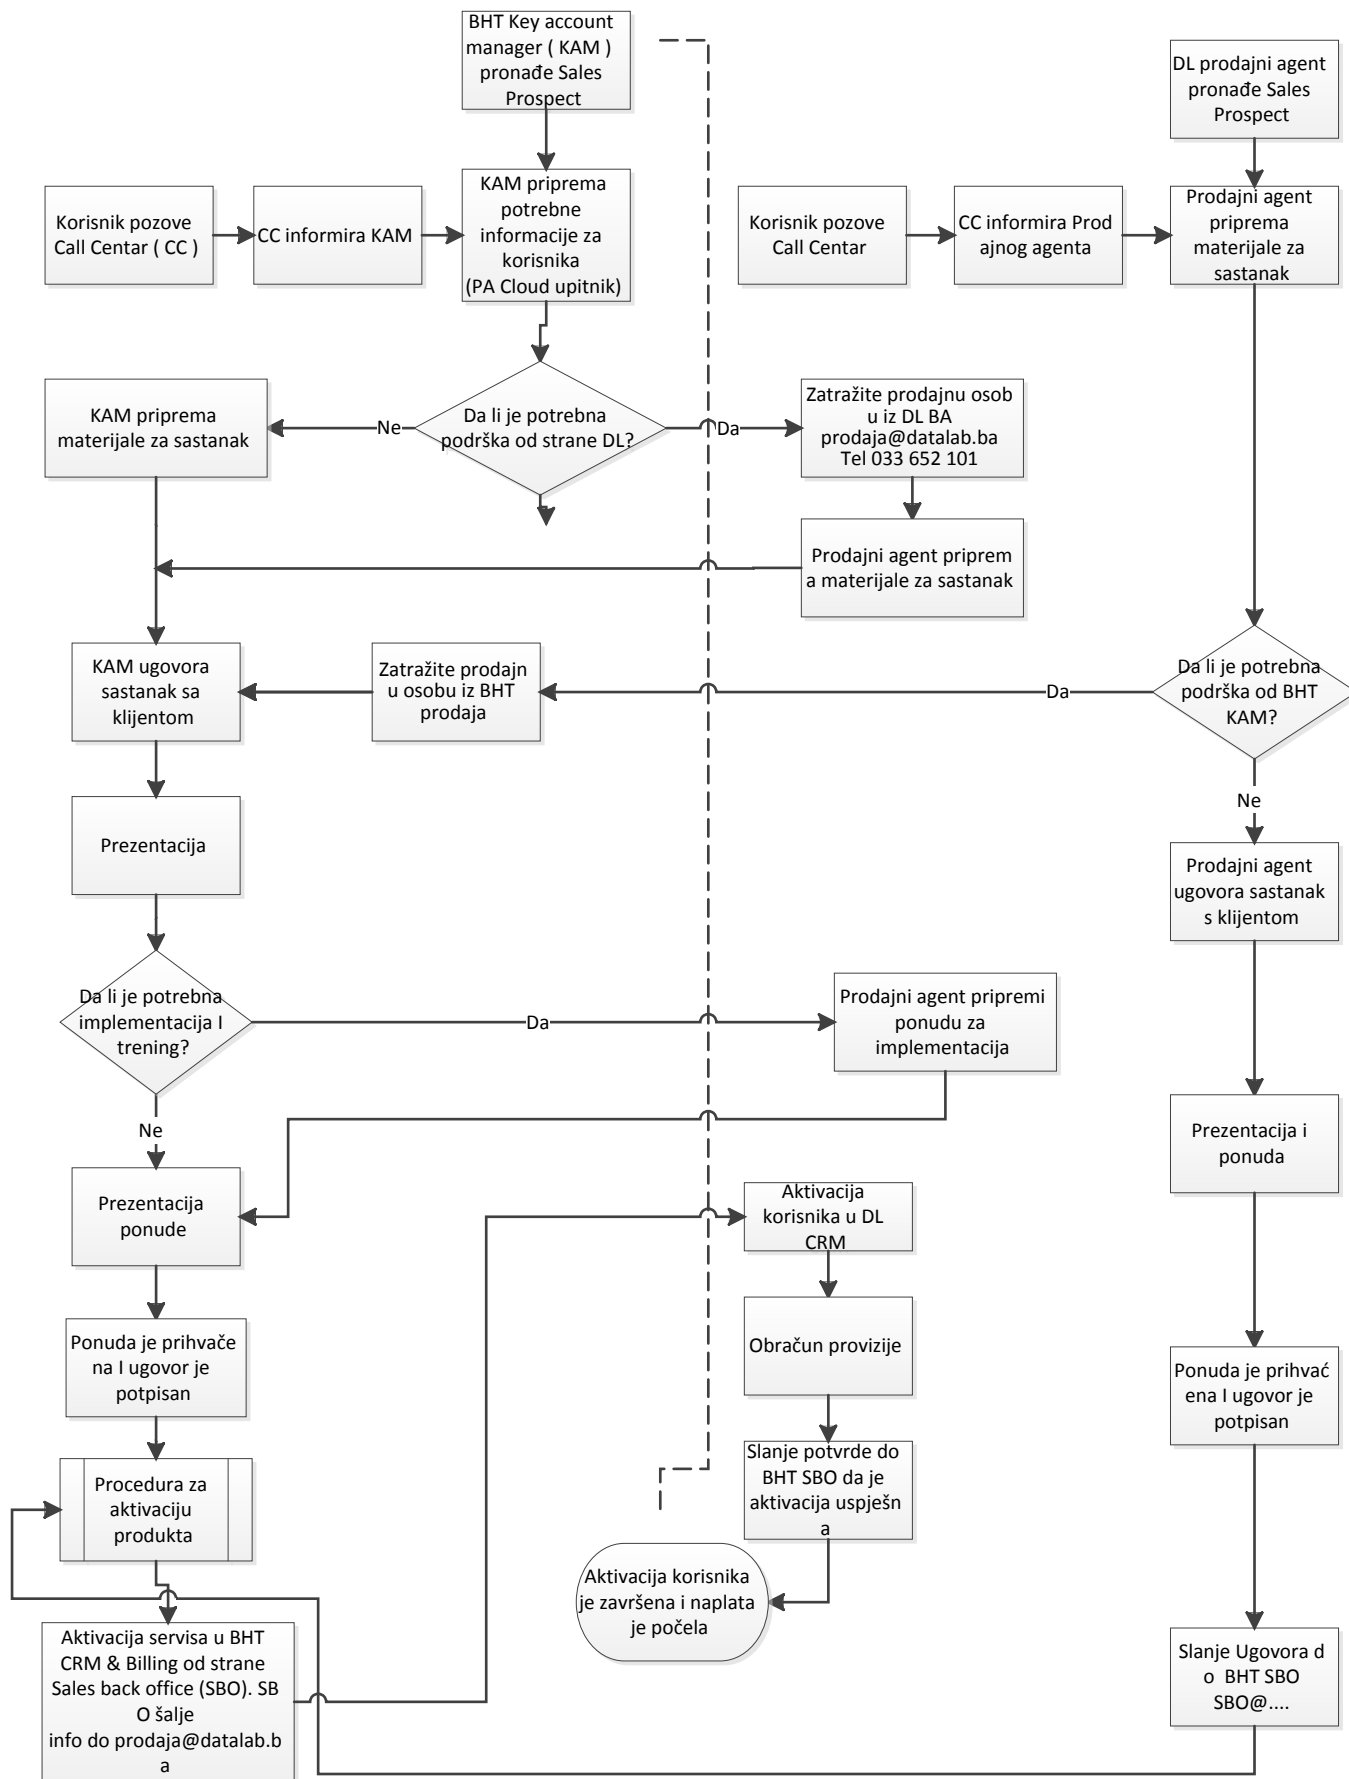 BHT Key account
manager ( KAM )
pronađe Sales
Prospect
DL prodajni agent
pronađe Sales
Prospect
Korisnik pozove
Call Centar ( CC )
CC informira KAM
KAM priprema
potrebne
informacije za
korisnika
(PA Cloud upitnik)
Korisnik pozove
Call Centar
CC informira Prod
ajnog agenta
Prodajni agent
priprema
materijale za
sastanak
KAM priprema
materijale za sastanak
Ne
Da li je potrebna
podrška od strane DL?
Da
Zatražite prodajnu osob
u iz DL BA
prodaja@datalab.ba
Tel 033 652 101
Prodajni agent priprem
a materijale za sastanak
KAM ugovora
sastanak sa
klijentom
Zatražite prodajn
u osobu iz BHT
prodaja
Da
Da li je potrebna
podrška od BHT
KAM?
Ne
Prezentacija
Prodajni agent
ugovora sastanak
s klijentom
Da li je potrebna
implementacija I
trening?
Da
Prodajni agent pripremi
ponudu za
implementacija
Ne
Prezentacija i
ponuda
Prezentacija
ponude
Aktivacija
korisnika u DL
CRM
Ponuda je prihvače
na I ugovor je
potpisan
Obračun provizije
Ponuda je prihvać
ena I ugovor je
potpisan
Procedura za
aktivaciju
produkta
Slanje potvrde do
BHT SBO da je
aktivacija uspješn
a
Aktivacija korisnika
je završena i naplata
je počela
Aktivacija servisa u BHT
CRM & Billing od strane
Sales back office (SBO). SB
O šalje
info do prodaja@datalab.b
a
Slanje Ugovora d
o  BHT SBO
SBO@....